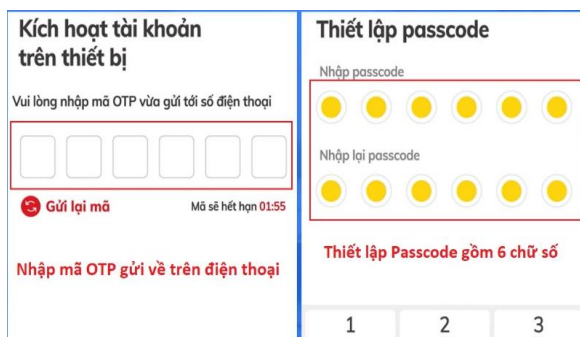 Kích hoạt tài khoản
trên thiết bị
Vui lòng nhập mã OTP vừa gửi tới số điện thoại
Gửi lại mã
Mã sẽ hết hạn 01:55
Nhập mã OTP gửi về trên điện thoại
Thiết lập passcode
Nhập passcode
Nhập lại passcode
Thiết lập Passcode gồm 6 chữ số
1 2 3